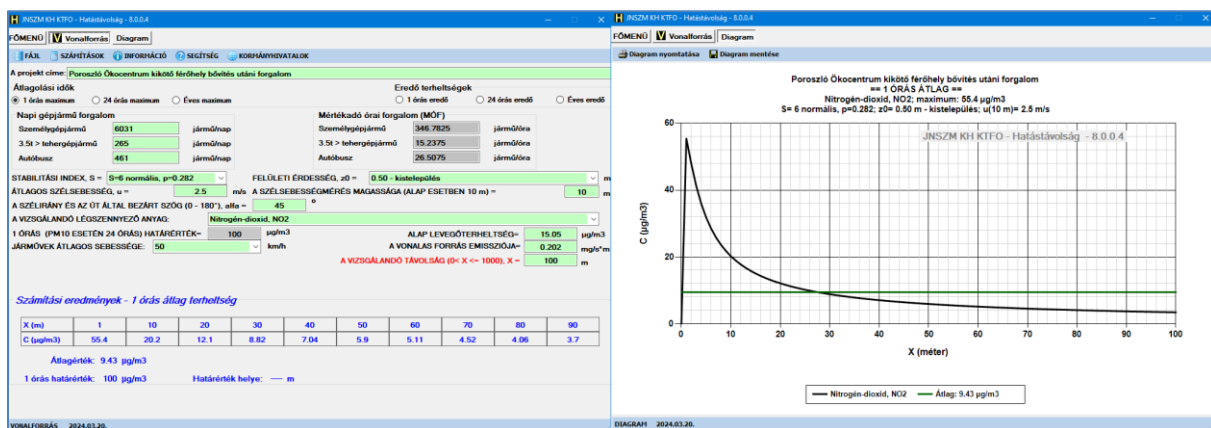 JNSZM KH KTFO - Hatástávolság - 8.0.0.4
FŐMENÜ Vonalforrás Diagram
FÁJL SZÁMÍTÁSOK INFORMÁCIÓ SEGÍTSÉG KORMÁNYHIVATALOK
A projekt címe: Poroszló Ökocentrum kikötő férőhely bővítés utáni forgalom
Átlagolási idők Eredő terheltségek
1 órás maximum 24 órás maximum Éves maximum 1 órás eredő 24 órás eredő Éves eredő
Napi gépjármű forgalom Mértékadó órai forgalom (MÓF)
Személygépjármű 6031 jármű/nap Személygépjármű 346.7825 jármű/óra
3.5t > tehergépjármű 265 jármű/nap 3.5t > tehergépjármű 15.2375 jármű/óra
Autóbusz 461 jármű/nap Autóbusz 26.5075 jármű/óra
STABILITÁSI INDEX, S = S=6 normális, p=0.282 FELÜLETI ÉRDESSÉG, z0= 0.50 - kistelepülés m
ÁTLAGOS SZÉLSEBESSÉG, u = 2.5 m/s A SZÉLSEBESSÉGMÉRÉS MAGASSÁGA (ALAP ESETBEN 10 m) = 10 m
A SZÉLIRÁNY ÉS AZ ÚT ÁLTAL BEZÁRT SZÖG (0 - 180°), alfa = 45 °
A VIZSGÁLANDÓ LÉGSZENNYEZŐ ANYAG: Nitrogén-dioxid, NO2
1 ÓRÁS (PM10 ESETÉN 24 ÓRÁS) HATÁRÉRTÉK= 100 µg/m3 ALAP LEVEGŐTERHELTSÉG= 15.05 µg/m3
JÁRMŰVEK ÁTLAGOS SEBESSÉGE: 50 km/h A VONALAS FORRÁS EMISSZIÓJA= 0.202 mg/s*m
A VIZSGÁLANDÓ TÁVOLSÁG (0< X <= 1000), X = 100 m
Számítási eredmények - 1 órás átlag terheltség
X (m) 1 10 20 30 40 50 60 70 80 90
C (µg/m3) 55.4 20.2 12.1 8.82 7.04 5.9 5.11 4.52 4.06 3.7
Átlagérték: 9.43 µg/m3
1 órás határérték: 100 µg/m3 Határérték helye: — m
VONALFORRÁS 2024.03.20.
JNSZM KH KTFO - Hatástávolság - 8.0.0.4
FŐMENÜ Vonalforrás Diagram
Diagram nyomtatása Diagram mentése
Poroszló Ökocentrum kikötő férőhely bővítés utáni forgalom
== 1 ÓRÁS ÁTLAG ==
Nitrogén-dioxid, NO2; maximum: 55.4 µg/m3
S= 6 normális, p=0.282; z0= 0.50 m - kistelepülés; u(10 m)= 2.5 m/s
JNSZM KH KTFO - Hatástávolság - 8.0.0.4
C (µg/m3)
60
40
20
0
0 10 20 30 40 50 60 70 80 90 100
X (méter)
Nitrogén-dioxid, NO2 Átlag: 9.43 µg/m3
DIAGRAM 2024.03.20.